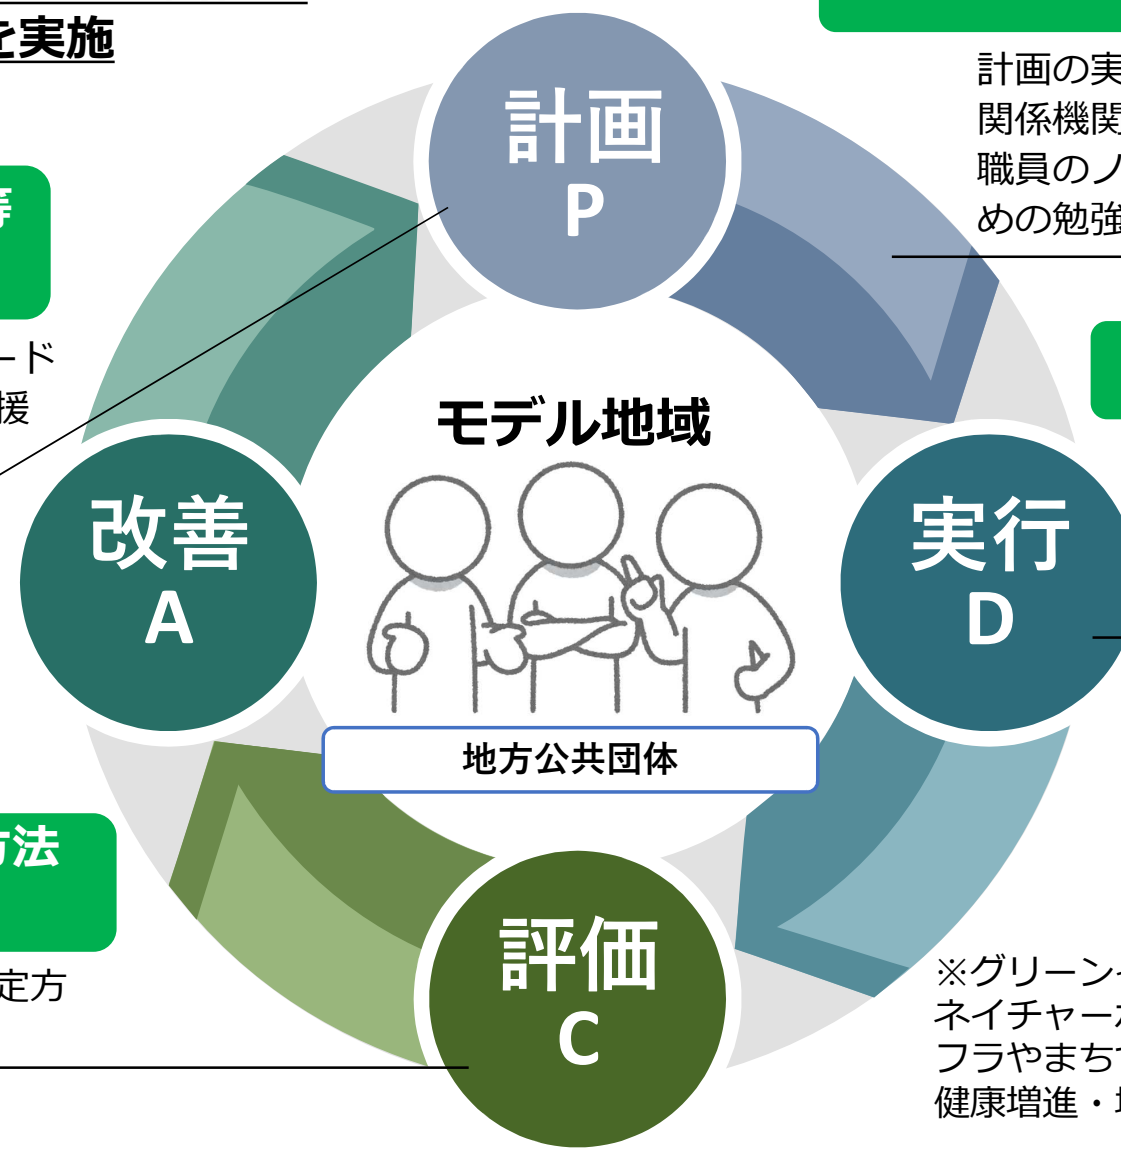 を実施
計画
P
計画の実
関係機関
職員のノ
めの勉強
等
ード
援
モデル地域
改善
A
実行
D
地方公共団体
方法
定方
評価
C
※グリーン
ネイチャー
フラやまち
健康増進・